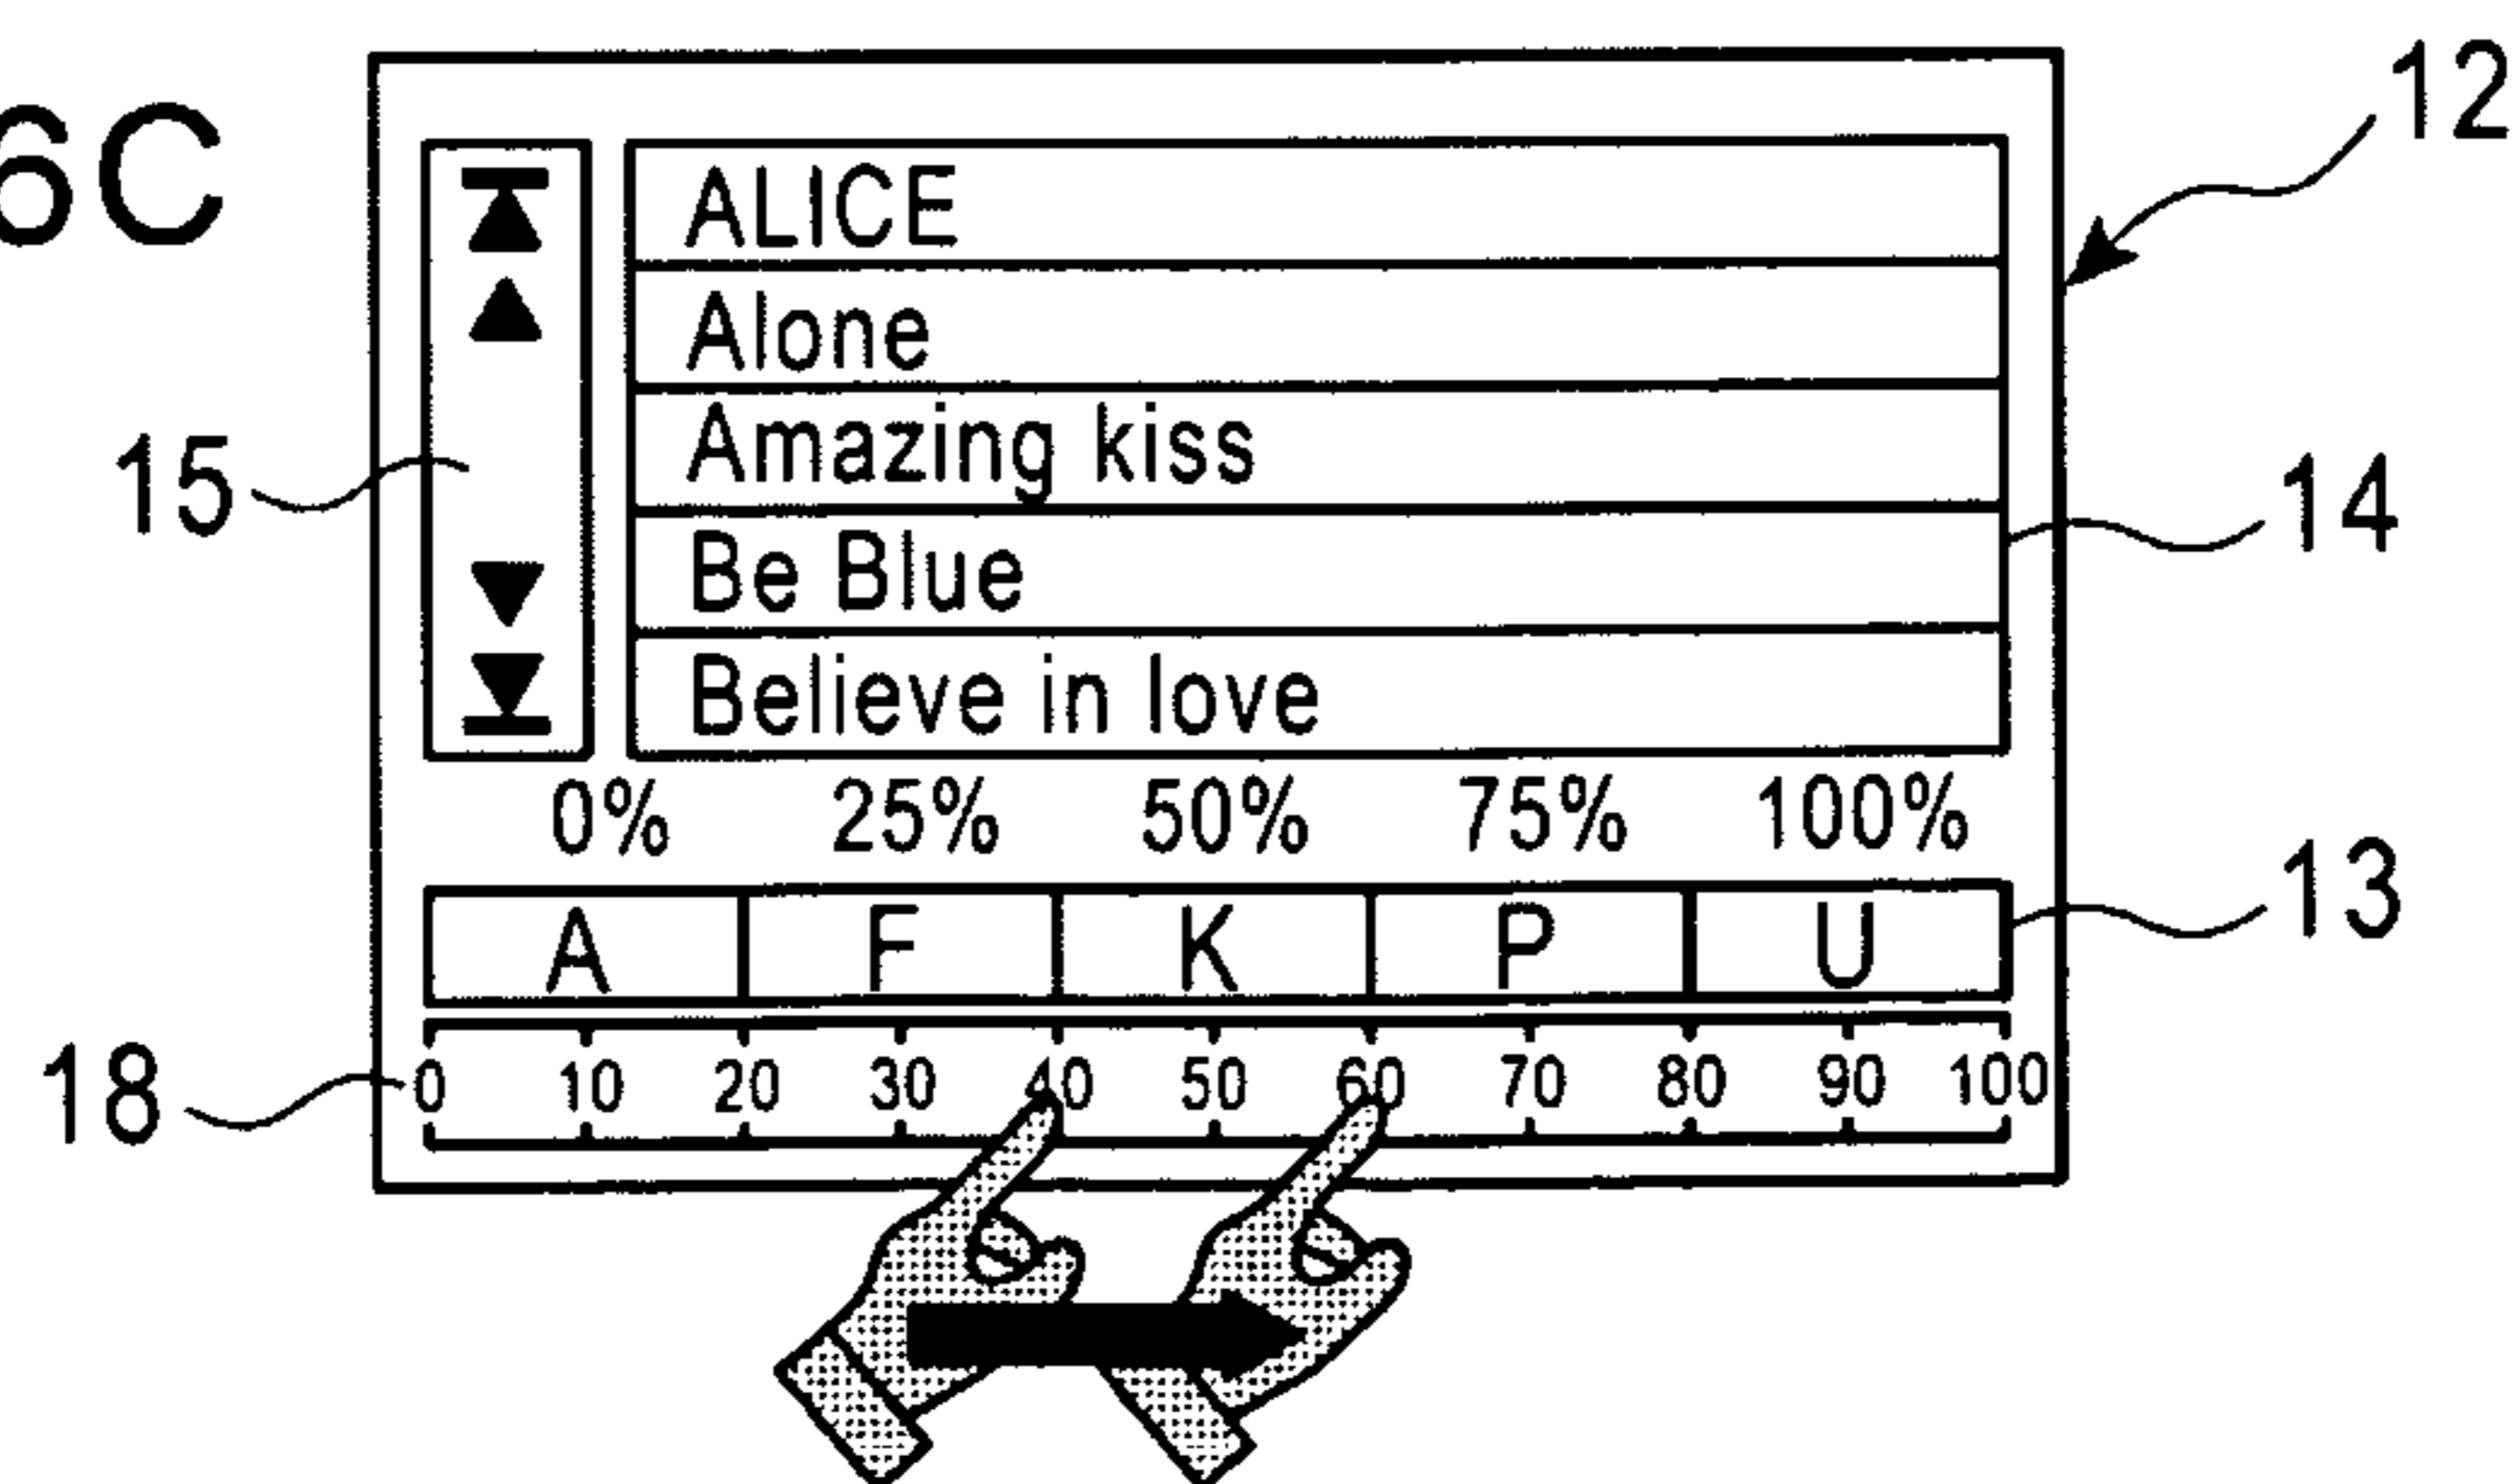 6C
12
ALICE
Alone
Amazing kiss
15
14
Be Blue
Believe in love
0% 25% 50% 75% 100%
13
A F K P U
18
0 10 20 30 40 50 60 70 80 90 100